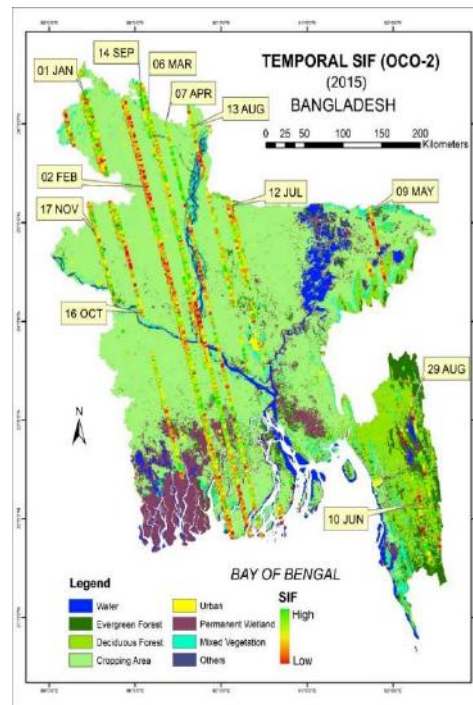 TEMPORAL SIF (OCO-2)
(2015)
BANGLADESH
0 25 50 100 150 200
Kilometers
14 SEP
06 MAR
01 JAN
07 APR
13 AUG
02 FEB
12 JUL
09 MAY
17 NOV
16 OCT
29 AUG
N
10 JUN
BAY OF BENGAL
Legend
Water
Evergreen Forest
Deciduous Forest
Cropping Area
Urban
Permanent Wetland
Mixed Vegetation
Others
SIF
High
Low